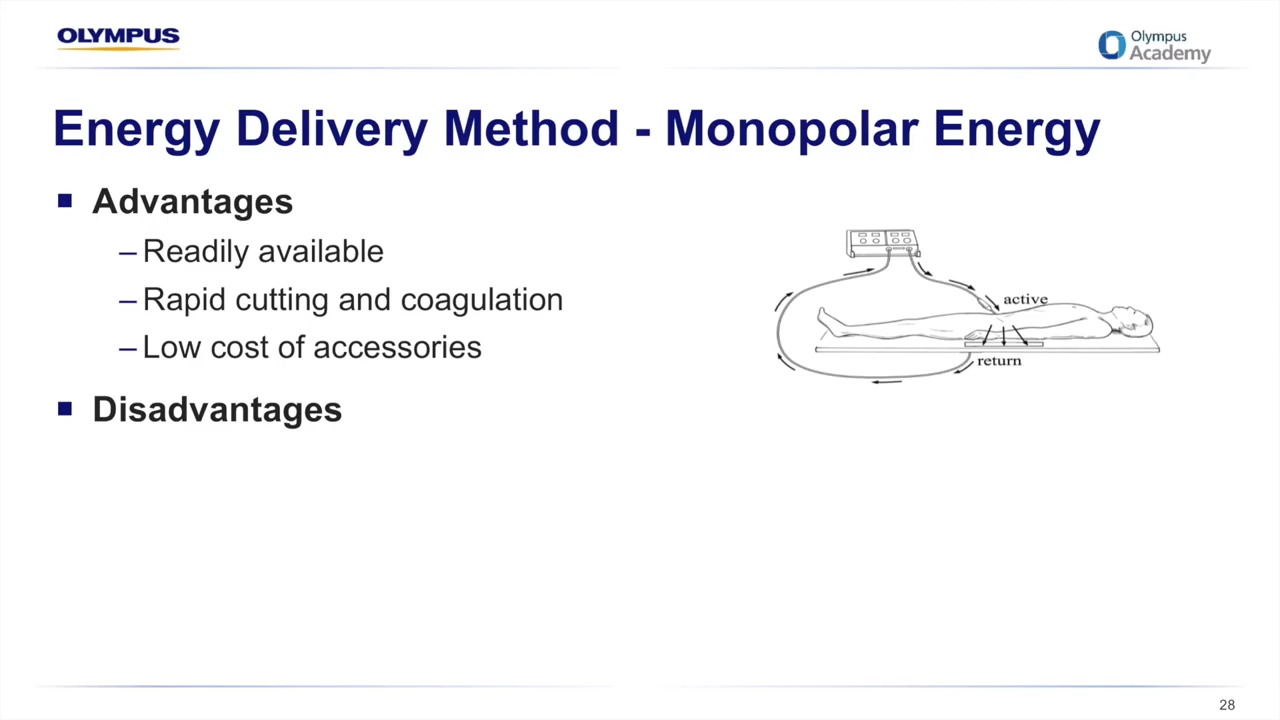 OLYMPUS
Olympus
Academy
Energy Delivery Method - Monopolar Energy
Advantages
– Readily available
– Rapid cutting and coagulation
– Low cost of accessories
Disadvantages
active
return
28